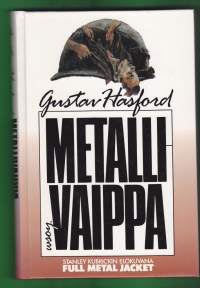 Gustav Hasford
METALLI-
VAIPPA
wsoy
STANLEY KUBRICKIN ELOKUVANA
FULL METAL JACKET